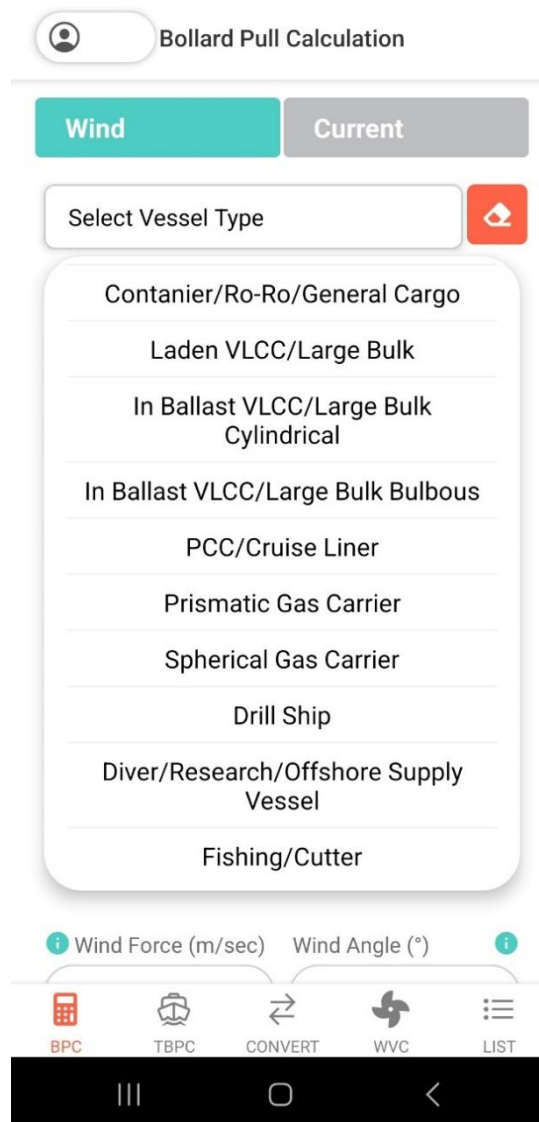 Bollard Pull Calculation
Wind
Current
Select Vessel Type
Contanier/Ro-Ro/General Cargo
Laden VLCC/Large Bulk
In Ballast VLCC/Large Bulk
Cylindrical
In Ballast VLCC/Large Bulk Bulbous
PCC/Cruise Liner
Prismatic Gas Carrier
Spherical Gas Carrier
Drill Ship
Diver/Research/Offshore Supply
Vessel
Fishing/Cutter
Wind Force (m/sec)
Wind Angle (°)
BPC
TBPC
CONVERT
WVC
LIST